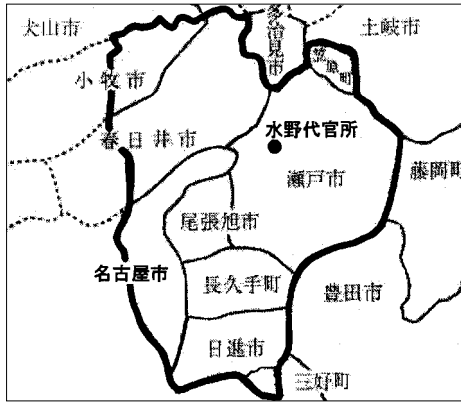 犬山市
多治見市
土岐市
笠原町
小牧市
春日井市
水野代官所
瀬戸市
藤岡町
尾張旭市
名古屋市
長久手町
豊田市
日進市
三好町